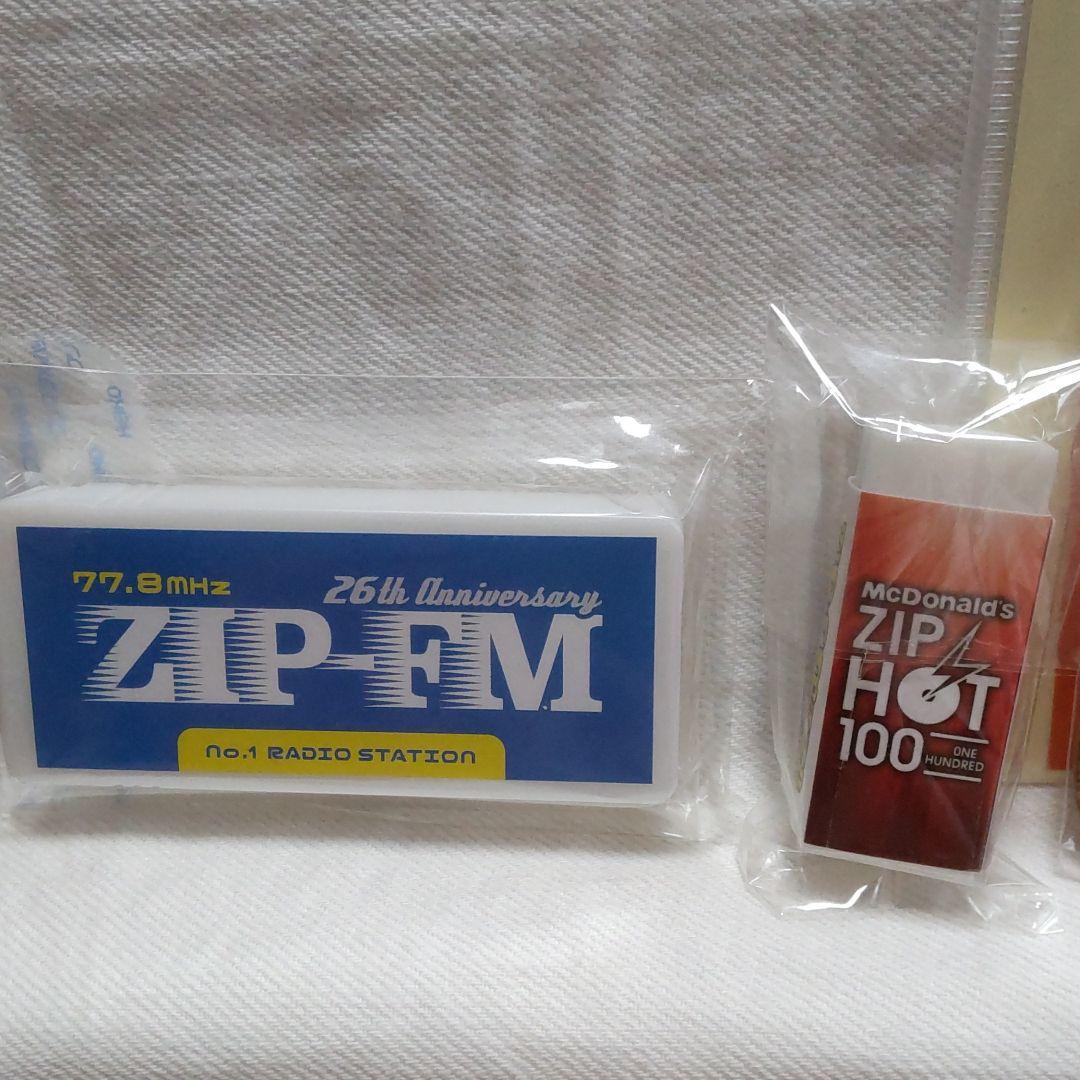 77.8MHz
26th Anniversary
ZIP-FM
No.1 RADIO STATION
McDonald's
ZIP
HOT
100
ONE
HUNDRED